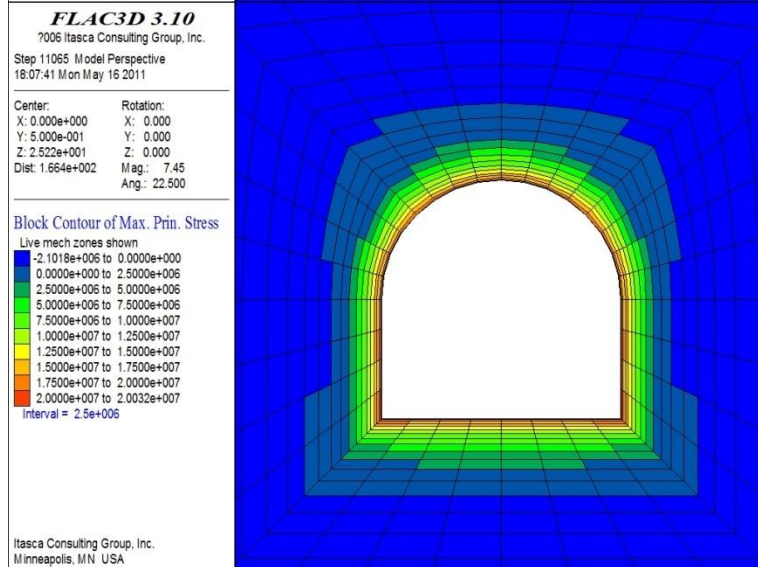 FLAC3D 3.10
?006 Itasca Consulting Group, Inc.
Step 11065 Model Perspective
18:07:41 Mon May 16 2011
Center: Rotation:
X: 0.000e+000 X: 0.000
Y: 5.000e-001 Y: 0.000
Z: 2.522e+001 Z: 0.000
Dist: 1.664e+002 Mag.: 7.45
Ang.: 22.500
Block Contour of Max. Prin. Stress
Live mech zones shown
-2.1018e+006 to 0.0000e+000
0.0000e+000 to 2.5000e+006
2.5000e+006 to 5.0000e+006
5.0000e+006 to 7.5000e+006
7.5000e+006 to 1.0000e+007
1.0000e+007 to 1.2500e+007
1.2500e+007 to 1.5000e+007
1.5000e+007 to 1.7500e+007
1.7500e+007 to 2.0000e+007
2.0000e+007 to 2.0032e+007
Interval = 2.5e+006
Itasca Consulting Group, Inc.
Minneapolis, MN USA